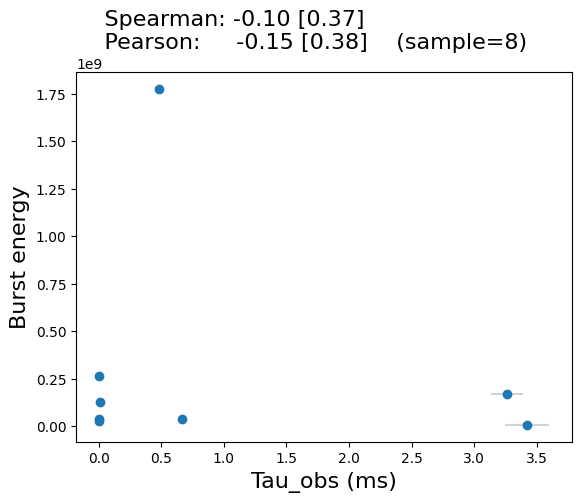 Spearman: -0.10 [0.37]
Pearson: -0.15 [0.38] (sample=8)
1e9
1.75
1.50
1.25
1.00
0.75
0.50
0.25
0.00
Burst energy
0.0 0.5 1.0 1.5 2.0 2.5 3.0 3.5
Tau_obs (ms)